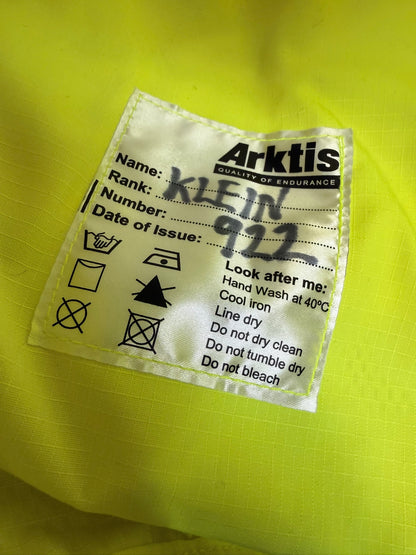 Arktis
QUALITY OF ENDURANCE
Name:
Rank: KLEIN
Number:
Date of Issue: 922
Look after me:
Hand Wash at 40ºC
Cool iron
Line dry
Do not dry clean
Do not tumble dry
Do not bleach